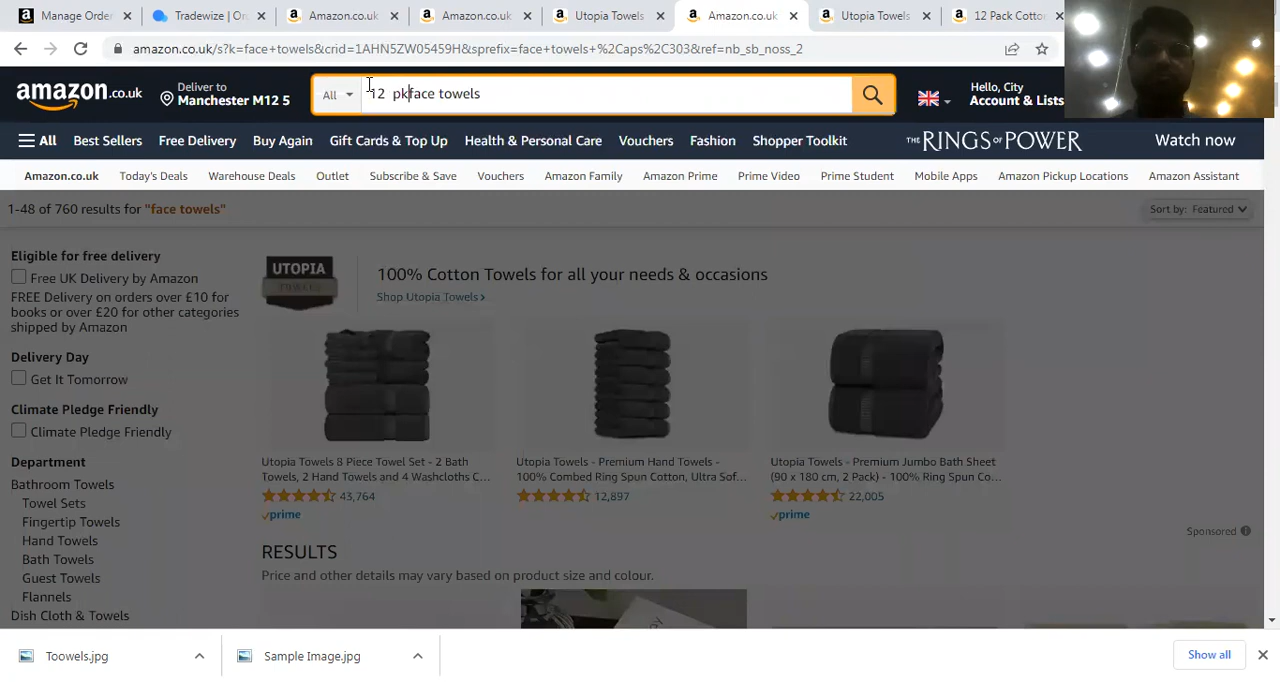 Manage Orde
Tradewize | Or
Amazon.co.uk
Amazon.co.uk
Utopia Towels
Amazon.co.uk
Utopia Towels
12 Pack Cotto
amazon.co.uk/s?k=face+towels&crid=1AHN5ZW05459H&sprefix=face+towels+%2Caps%2C303&ref=nb_sb_noss_2
amazon.co.uk
Deliver to
Manchester M12 5
All
12 pkface towels
Hello, City
Account & Lists
All
Best Sellers
Free Delivery
Buy Again
Gift Cards & Top Up
Health & Personal Care
Vouchers
Fashion
Shopper Toolkit
THE RINGS OF POWER
Watch now
Amazon.co.uk
Today's Deals
Warehouse Deals
Outlet
Subscribe & Save
Vouchers
Amazon Family
Amazon Prime
Prime Video
Prime Student
Mobile Apps
Amazon Pickup Locations
Amazon Assistant
1-48 of 760 results for "face towels"
Sort by: Featured
Eligible for free delivery
Free UK Delivery by Amazon
FREE Delivery on orders over £10 for
books or over £20 for other categories
shipped by Amazon
Delivery Day
Get It Tomorrow
Climate Pledge Friendly
Climate Pledge Friendly
Department
Bathroom Towels
Towel Sets
Fingertip Towels
Hand Towels
Bath Towels
Guest Towels
Flannels
Dish Cloth & Towels
UTOPIA
TOWELS
100% Cotton Towels for all your needs & occasions
Shop Utopia Towels ›
Utopia Towels 8 Piece Towel Set - 2 Bath
Towels, 2 Hand Towels and 4 Washcloths C...
43,764
prime
Utopia Towels - Premium Hand Towels -
100% Combed Ring Spun Cotton, Ultra Sof...
12,897
Utopia Towels - Premium Jumbo Bath Sheet
(90 x 180 cm, 2 Pack) - 100% Ring Spun Co...
22,005
prime
Sponsored
RESULTS
Price and other details may vary based on product size and colour.
Toowels.jpg
Sample Image.jpg
Show all